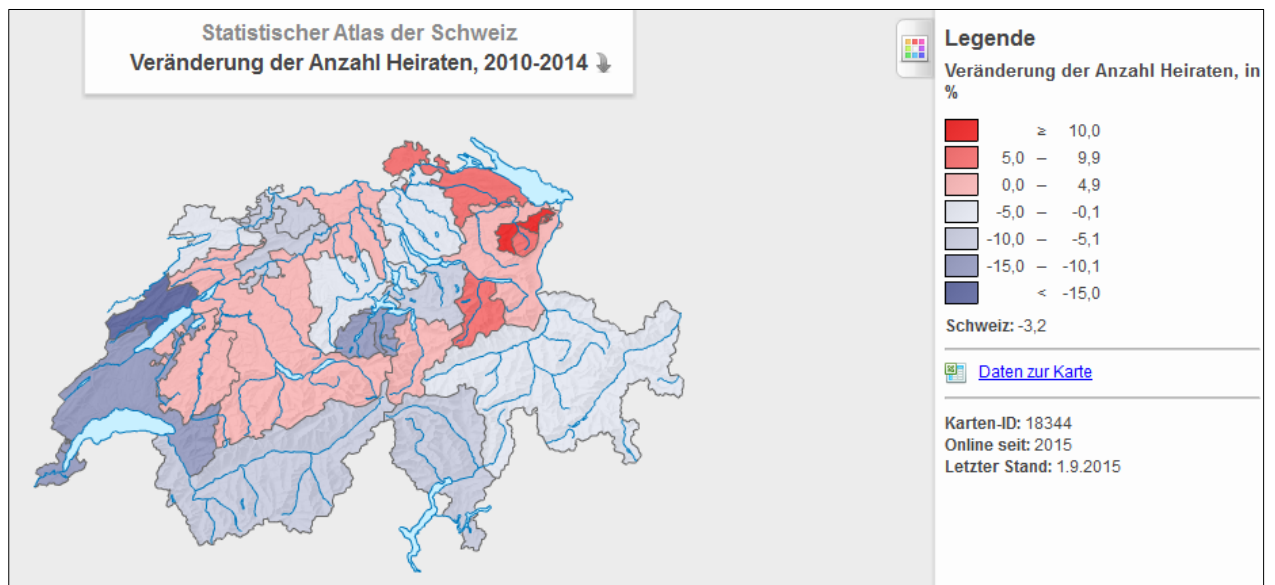 Statistischer Atlas der Schweiz
Veränderung der Anzahl Heiraten, 2010-2014
Legende
Veränderung der Anzahl Heiraten, in
%
≥ 10,0
5,0 – 9,9
0,0 – 4,9
-5,0 – -0,1
-10,0 – -5,1
-15,0 – -10,1
< -15,0
Schweiz: -3,2
Daten zur Karte
Karten-ID: 18344
Online seit: 2015
Letzter Stand: 1.9.2015